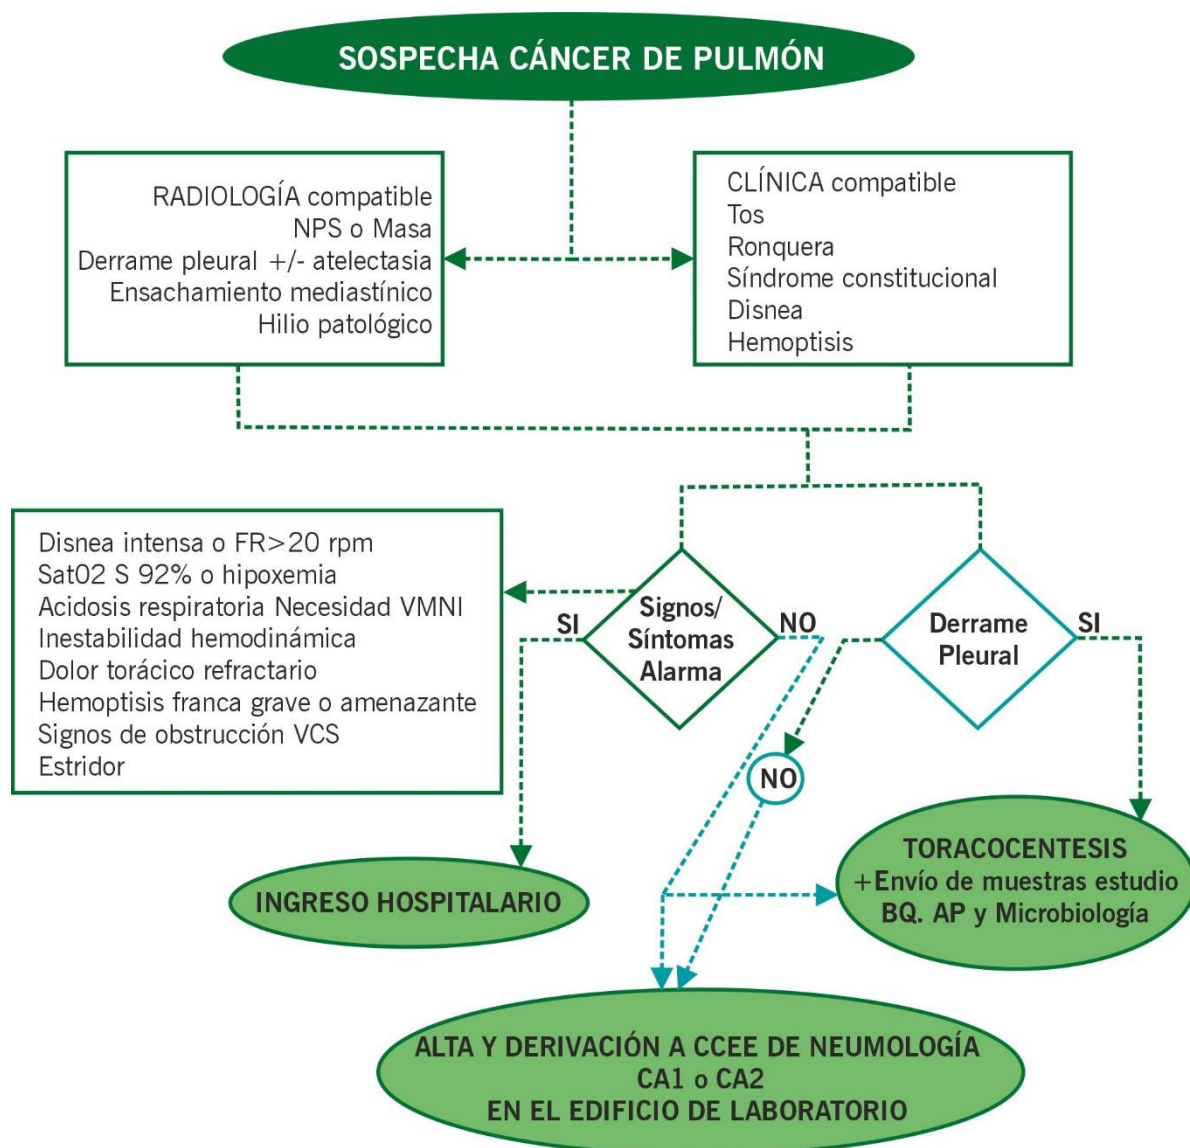 SOSPECHA CÁNCER DE PULMÓN
RADIOLOGÍA compatible
NPS o Masa
Derrame pleural +/- atelectasia
Ensachamiento mediastínico
Hilio patológico
CLÍNICA compatible
Tos
Ronquera
Síndrome constitucional
Disnea
Hemoptisis
Disnea intensa o FR>20 rpm
Sat02 S 92% o hipoxemia
Acidosis respiratoria Necesidad VMNI
Inestabilidad hemodinámica
Dolor torácico refractario
Hemoptisis franca grave o amenazante
Signos de obstrucción VCS
Estridor
SI
Signos/
Síntomas
Alarma
NO
Derrame
Pleural
SI
NO
INGRESO HOSPITALARIO
TORACOCENTESIS
+Envío de muestras estudio
BQ. AP y Microbiología
ALTA Y DERIVACIÓN A CCEE DE NEUMOLOGÍA
CA1 o CA2
EN EL EDIFICIO DE LABORATORIO